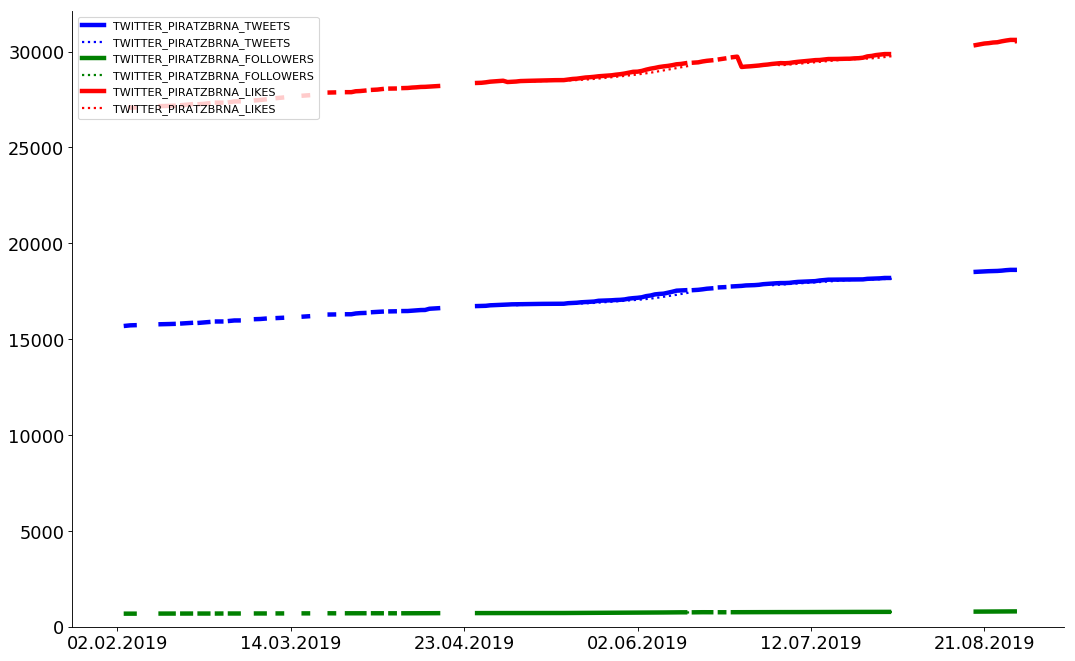 TWITTER_PIRATZBRNA_TWEETS
TWITTER_PIRATZBRNA_TWEETS
TWITTER_PIRATZBRNA_FOLLOWERS
TWITTER_PIRATZBRNA_FOLLOWERS
TWITTER_PIRATZBRNA_LIKES
TWITTER_PIRATZBRNA_LIKES
30000
25000
20000
15000
10000
5000
0
02.02.2019 14.03.2019 23.04.2019 02.06.2019 12.07.2019 21.08.2019